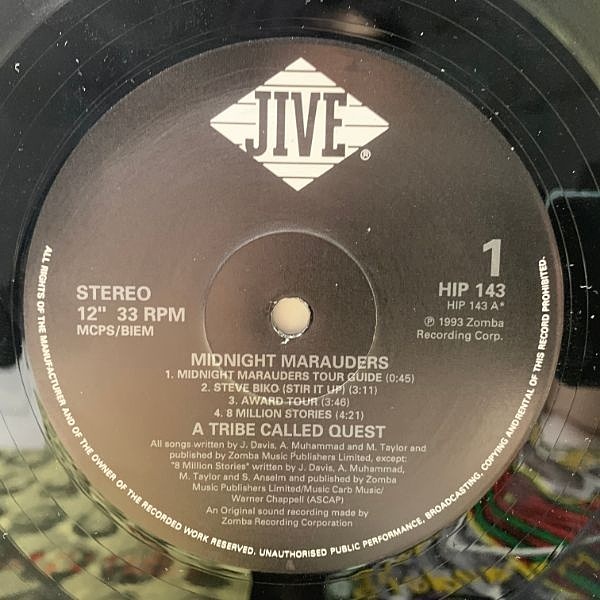 JIVE
®
1
STEREO
12" 33 RPM
MCPS/BIEM
HIP 143
HIP 143 A*
℗ 1993 Zomba
Recording Corp.
MIDNIGHT MARAUDERS
1. MIDNIGHT MARAUDERS TOUR GUIDE (0:45)
2. STEVE BIKO (STIR IT UP) (3:11)
3. AWARD TOUR (3:46)
4. 8 MILLION STORIES (4:21)
A TRIBE CALLED QUEST
All songs written by J. Davis, A. Muhammad and M. Taylor and
published by Zomba Music Publishers Limited, except:
"8 Million Stories" written by J. Davis, A. Muhammad,
M. Taylor and S. Anselm and published by Zomba
Music Publishers Limited/Music Carb Music/
Warner Chappell (ASCAP)
An Original sound recording made by
Zomba Recording Corporation
ALL RIGHTS OF THE MANUFACTURER AND OF THE OWNER OF THE RECORDED WORK RESERVED. UNAUTHORISED PUBLIC PERFORMANCE, BROADCASTING, COPYING AND RENTAL OF THIS RECORD PROHIBITED.